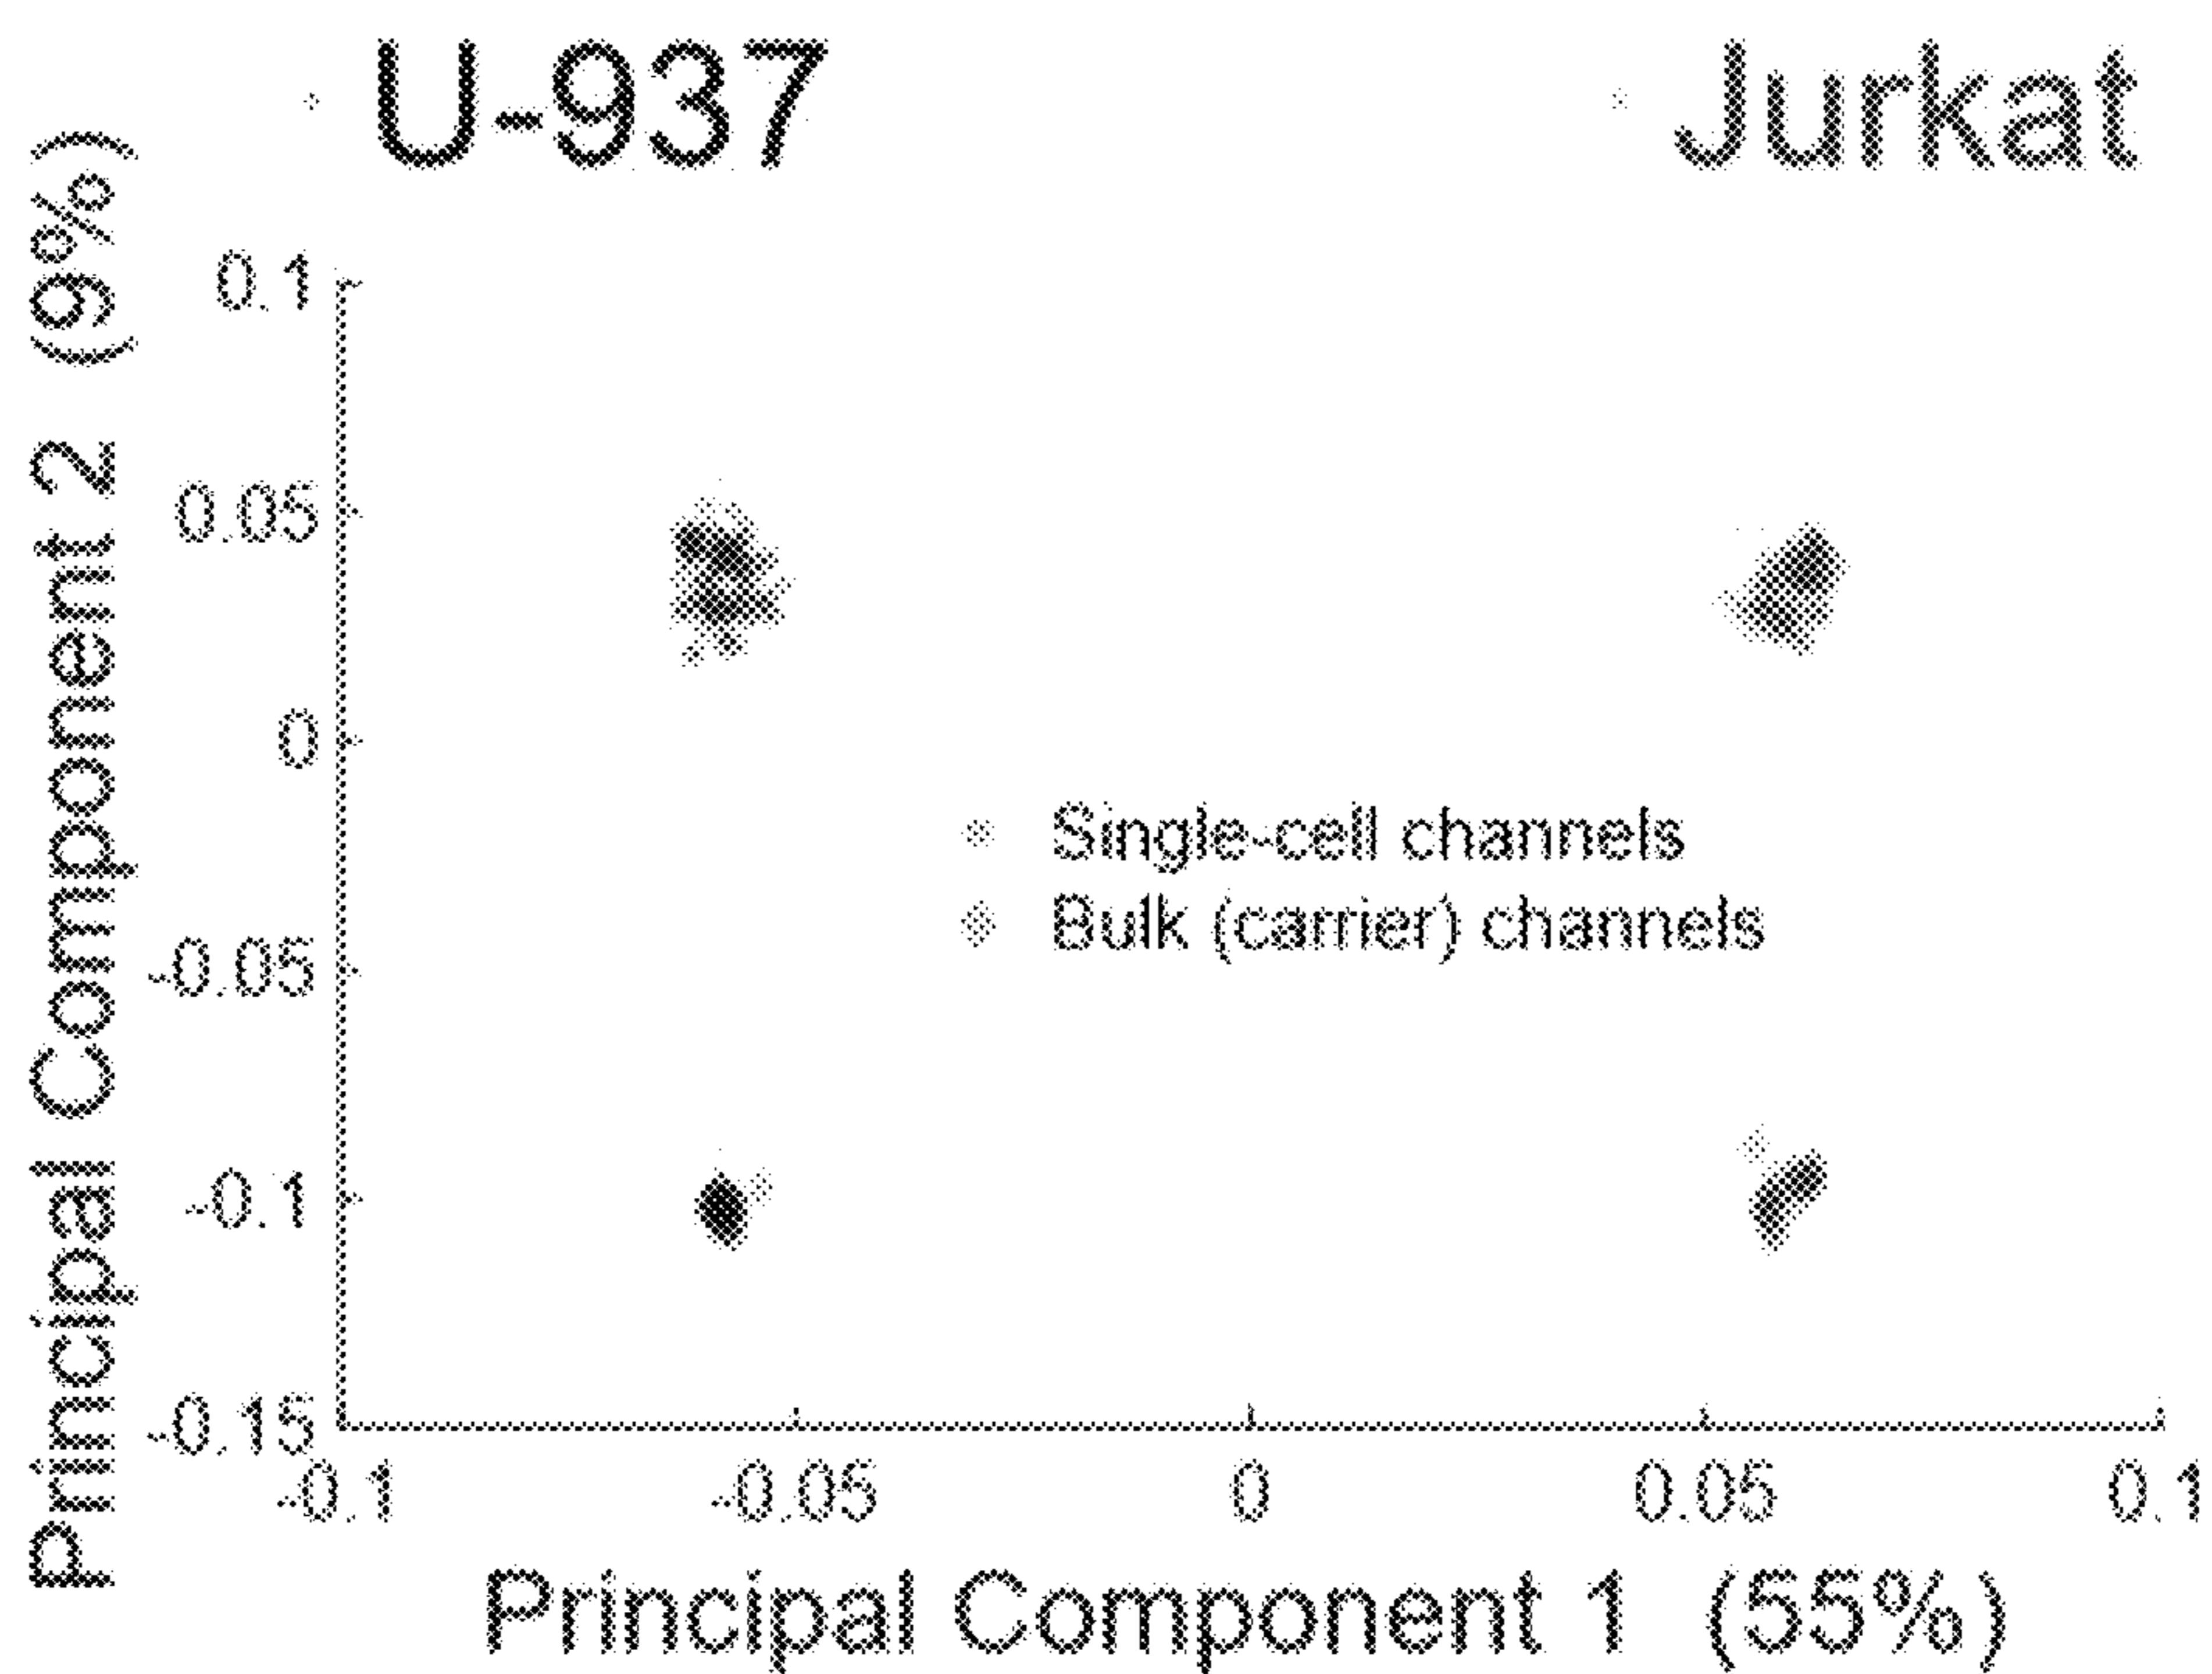 U-937
Jurkat
Principal Component 2 (9%)
0.1
0.05
0
-0.05
-0.1
-0.15
Single-cell channels
Bulk (carrier) channels
-0.1
-0.05
0
0.05
0.1
Principal Component 1 (55%)